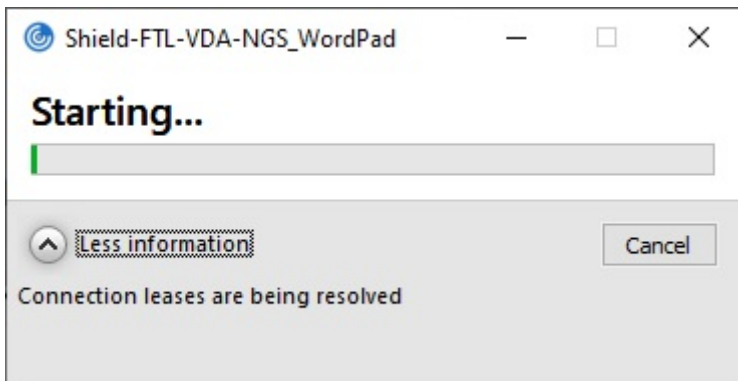 Shield-FTL-VDA-NGS_WordPad
Starting...
Less information
Cancel
Connection leases are being resolved